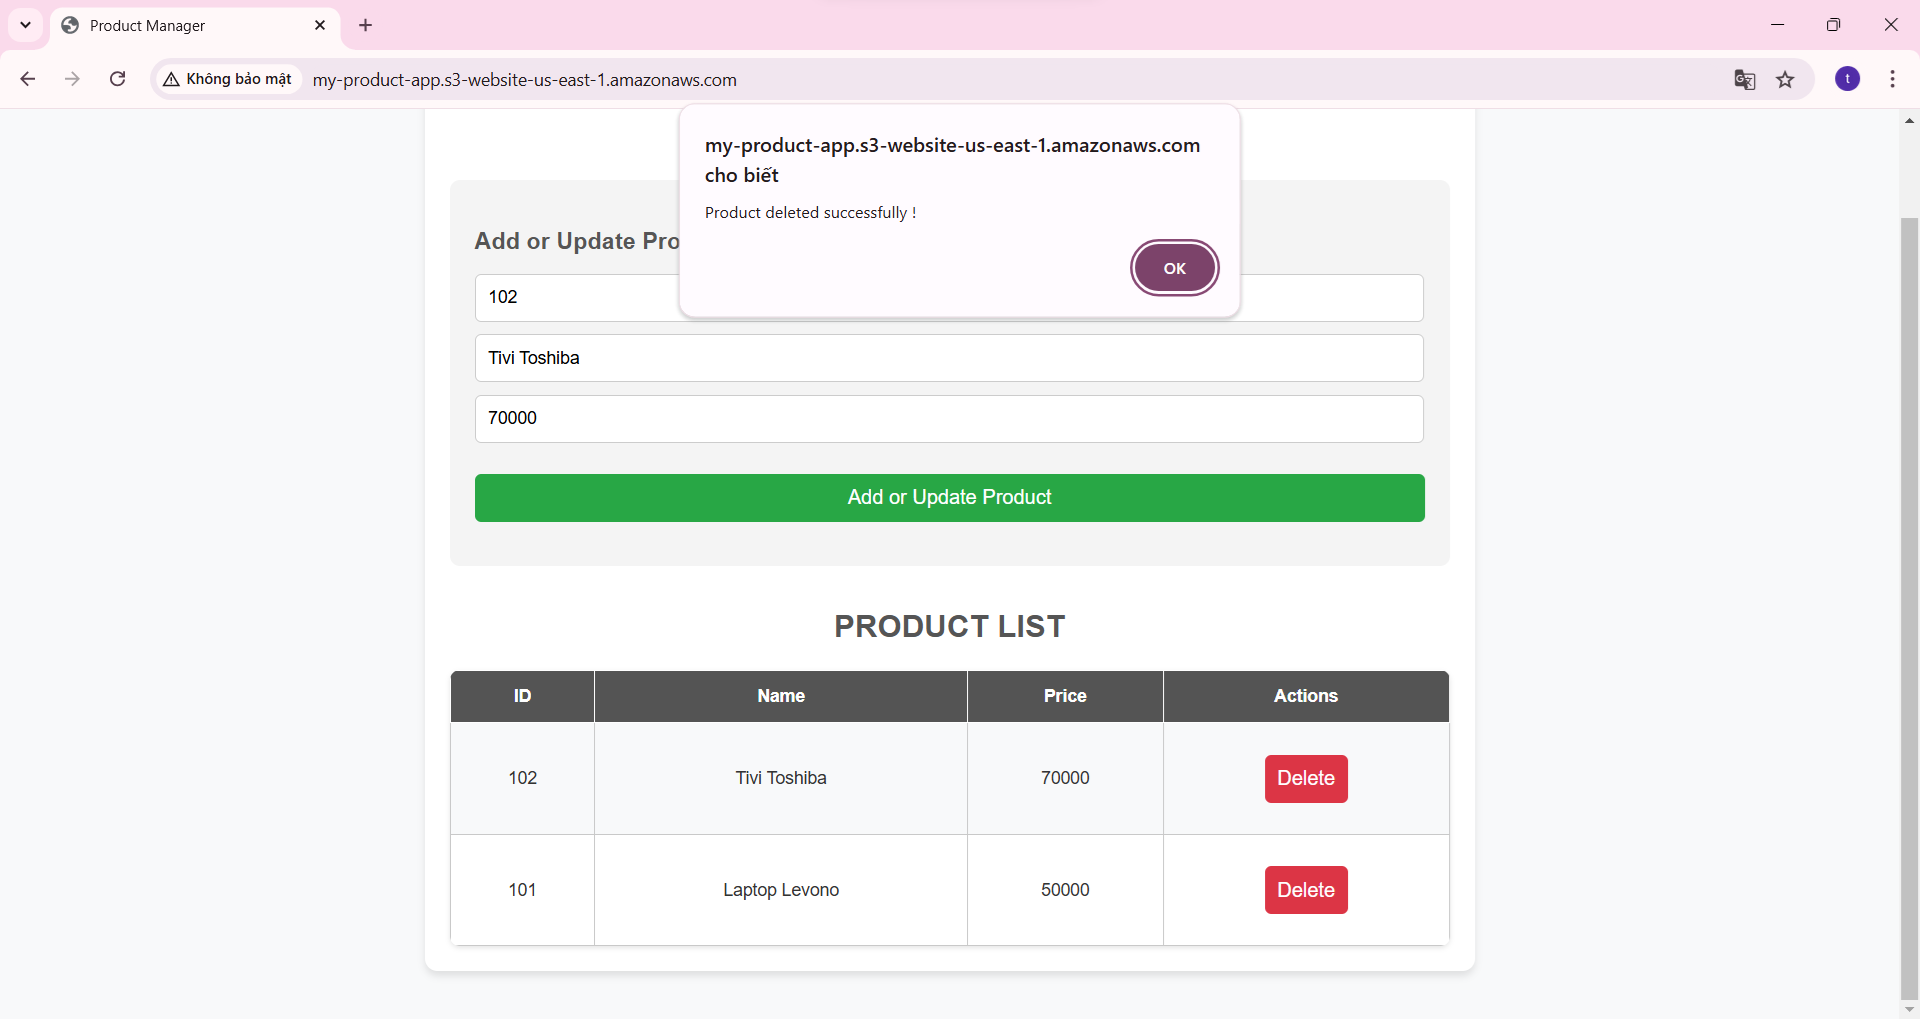 Product Manager
Không bảo mật my-product-app.s3-website-us-east-1.amazonaws.com
t
my-product-app.s3-website-us-east-1.amazonaws.com
cho biết
Product deleted successfully !
OK
Add or Update Pro
102
Tivi Toshiba
70000
Add or Update Product
PRODUCT LIST
ID Name Price Actions
102 Tivi Toshiba 70000 Delete
101 Laptop Levono 50000 Delete